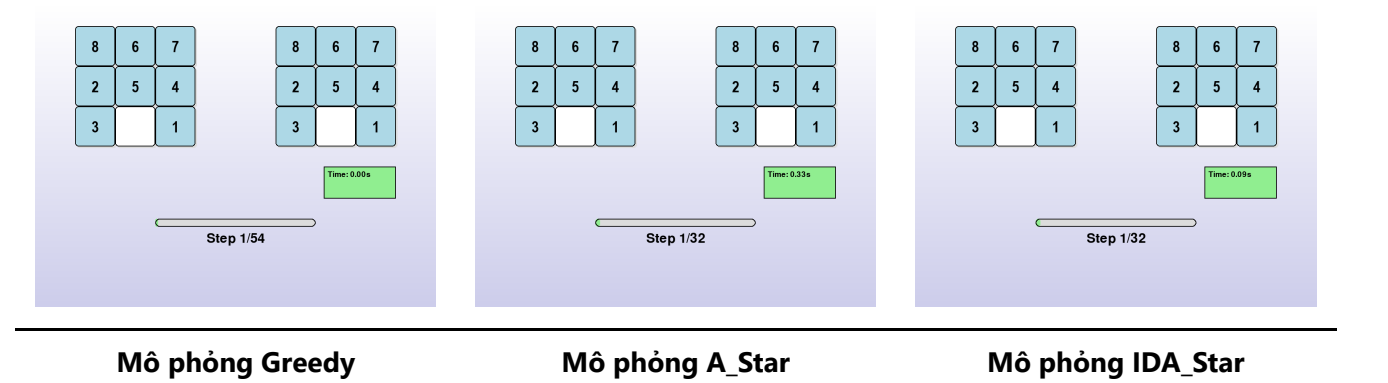 8 6 7 8 6 7
2 5 4 2 5 4
3 1 3 1
Time: 0.00s
Step 1/54
8 6 7 8 6 7
2 5 4 2 5 4
3 1 3 1
Time: 0.33s
Step 1/32
8 6 7 8 6 7
2 5 4 2 5 4
3 1 3 1
Time: 0.09s
Step 1/32
Mô phỏng Greedy
Mô phỏng A_Star
Mô phỏng IDA_Star